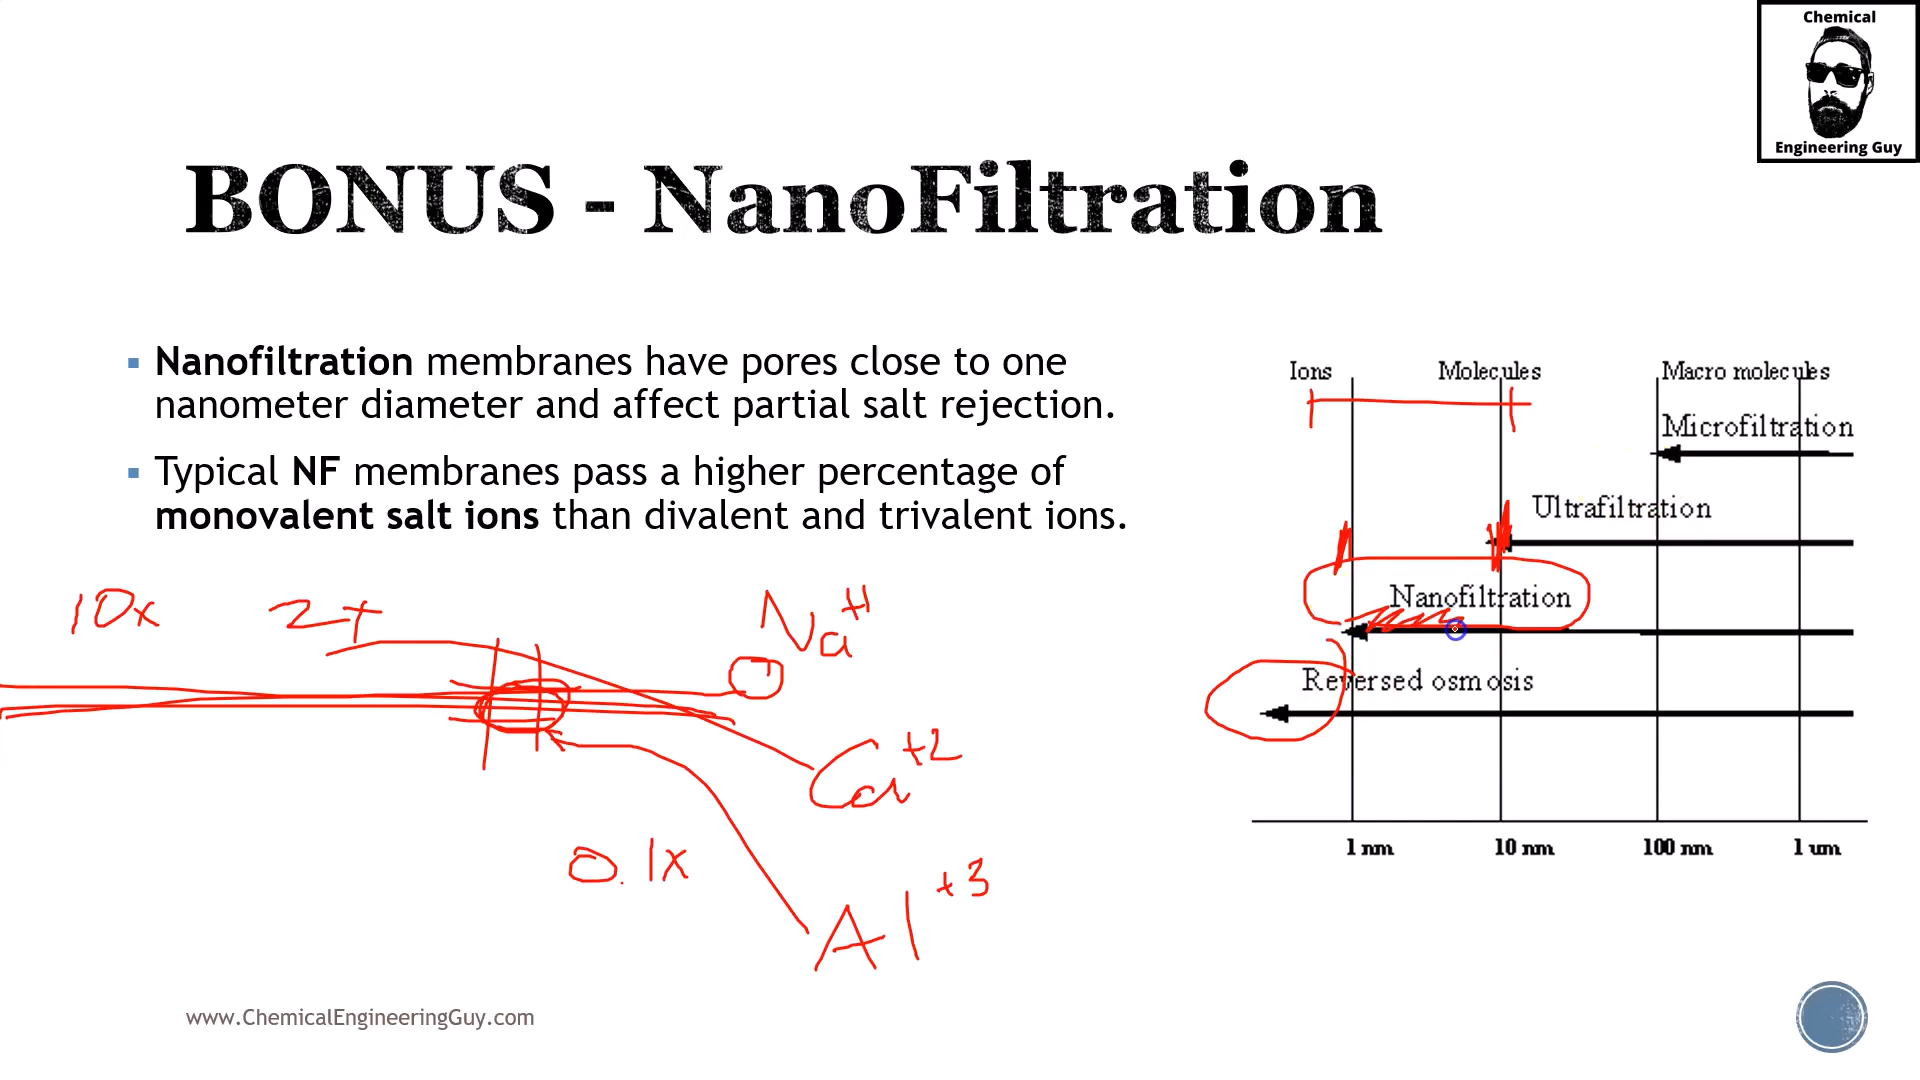 Chemical
Engineering Guy
BONUS - NanoFiltration
Nanofiltration membranes have pores close to one
nanometer diameter and affect partial salt rejection.
Typical NF membranes pass a higher percentage of
monovalent salt ions than divalent and trivalent ions.
Ions Molecules Macro molecules
Microfiltration
Ultrafiltration
Nanofiltration
Reversed osmosis
1 nm 10 nm 100 nm 1 um
10x
Na+1
Ca+2
0.1x
Al+3
www.ChemicalEngineeringGuy.com